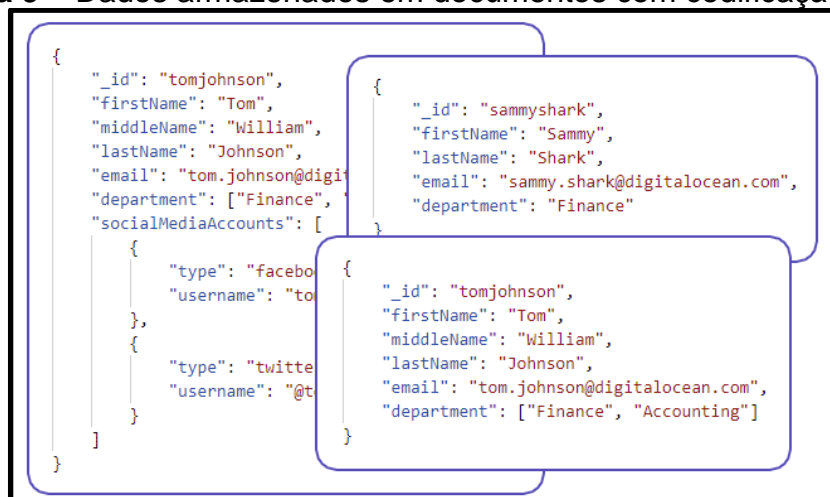 Dados armazenados em documentos com codificaçã
{
"_id": "tomjohnson",
"firstName": "Tom",
"middleName": "William",
"lastName": "Johnson",
"email": "tom.johnson@digit
"department": ["Finance", "
"socialMediaAccounts": [
{
"type": "facebo
"username": "to
},
{
"type": "twitte
"username": "@t
}
]
}
{
"_id": "sammyshark",
"firstName": "Sammy",
"lastName": "Shark",
"email": "sammy.shark@digitalocean.com",
"department": "Finance"
}
{
"_id": "tomjohnson",
"firstName": "Tom",
"middleName": "William",
"lastName": "Johnson",
"email": "tom.johnson@digitalocean.com",
"department": ["Finance", "Accounting"]
}